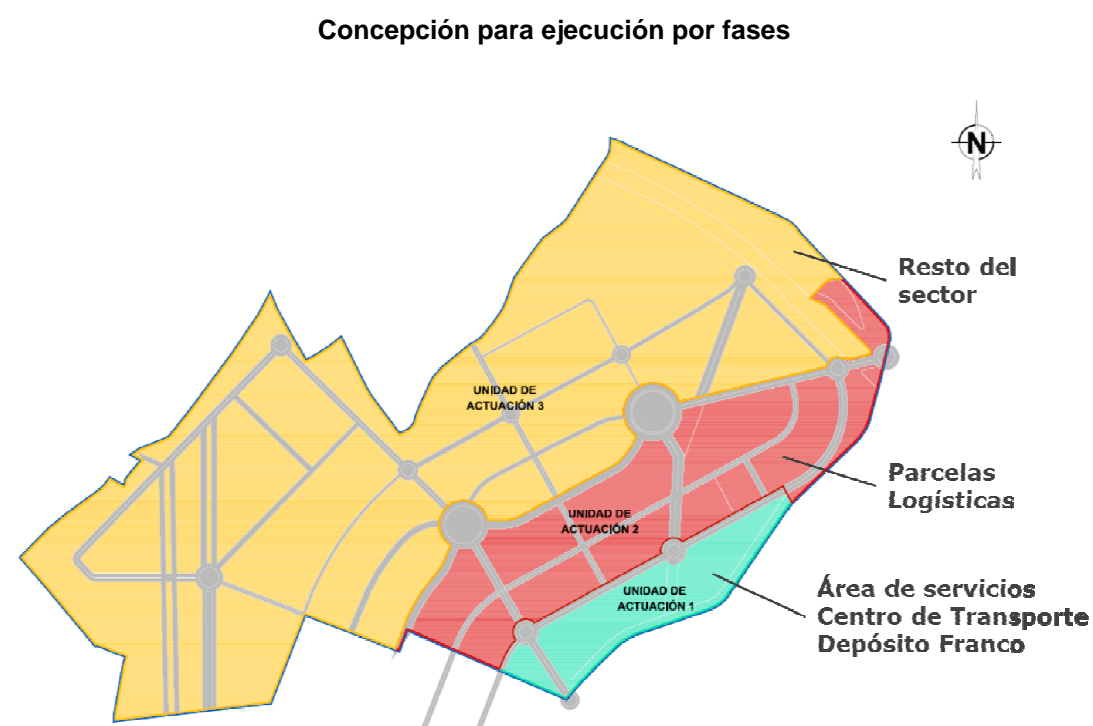 Concepción para ejecución por fases
N
Resto del
sector
UNIDAD DE
ACTUACIÓN 3
Parcelas
Logísticas
UNIDAD DE
ACTUACIÓN 2
UNIDAD DE
ACTUACIÓN 1
Área de servicios
Centro de Transporte
Depósito Franco